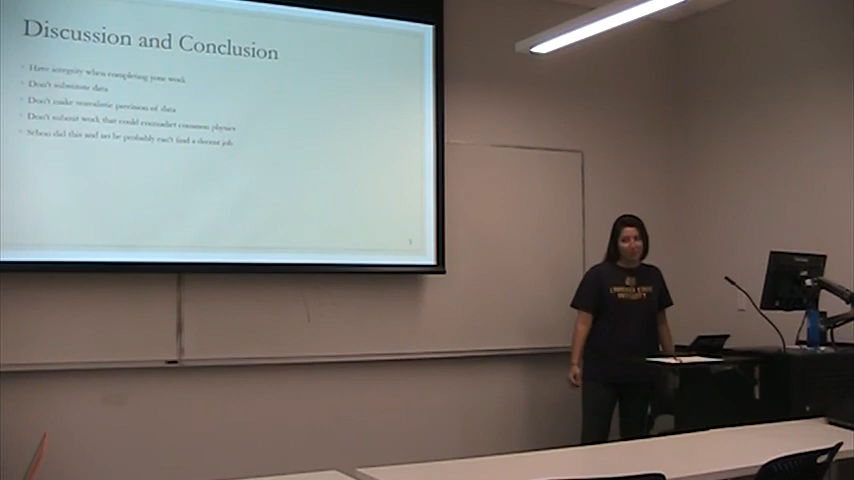 Discussion and Conclusion
Have integrity when completing your work
Don't substitute data
Don't make unrealistic precision of data
Don't submit work that could contradict common physics
Schon did this and so he probably can't find a decent job
STATE